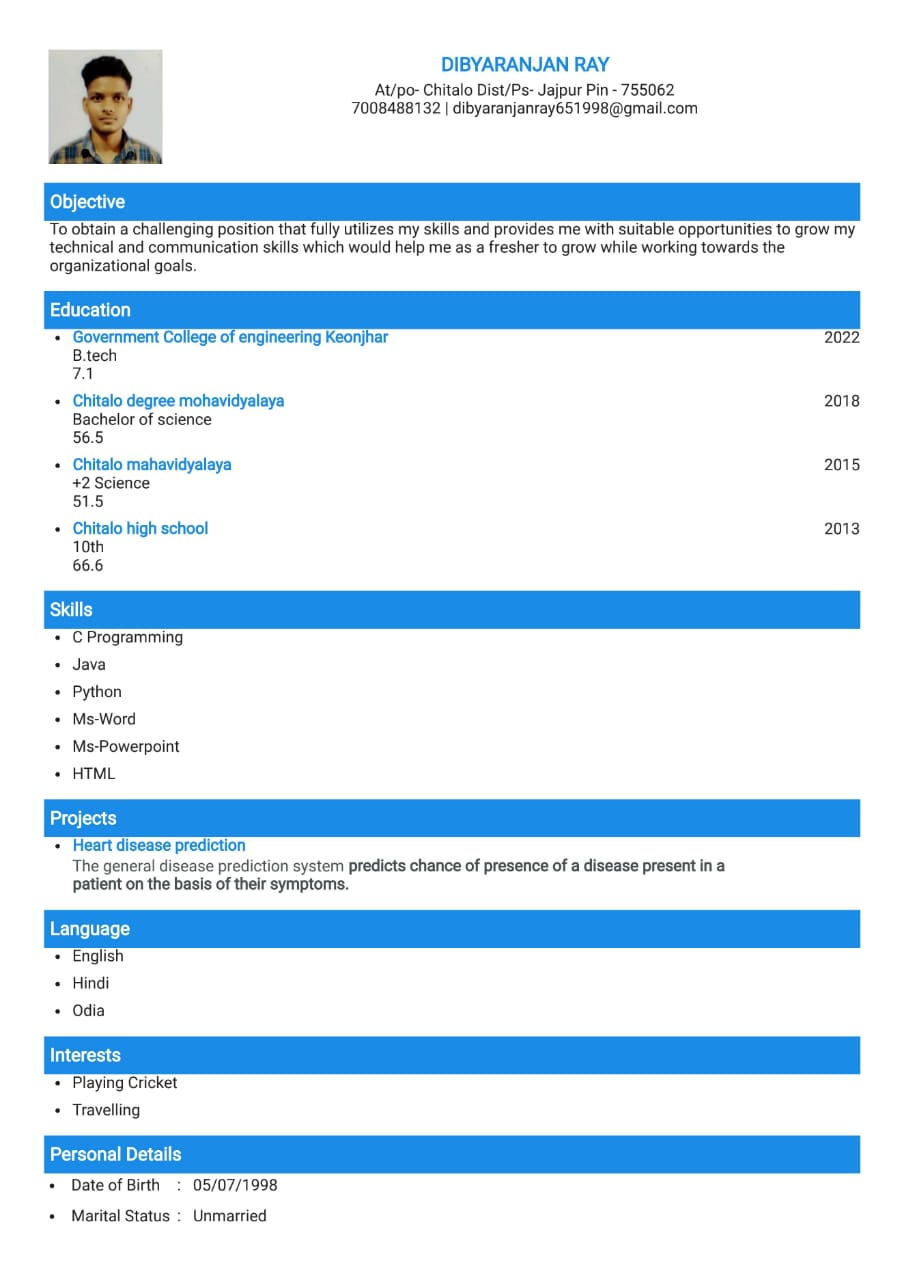 DIBYARANJAN RAY
At/po- Chitalo Dist/Ps- Jajpur Pin - 755062
7008488132 | dibyaranjanray651998@gmail.com
Objective
To obtain a challenging position that fully utilizes my skills and provides me with suitable opportunities to grow my
technical and communication skills which would help me as a fresher to grow while working towards the
organizational goals.
Education
• Government College of engineering Keonjhar 2022
B.tech
7.1
• Chitalo degree mohavidyalaya 2018
Bachelor of science
56.5
• Chitalo mahavidyalaya 2015
+2 Science
51.5
• Chitalo high school 2013
10th
66.6
Skills
• C Programming
• Java
• Python
• Ms-Word
• Ms-Powerpoint
• HTML
Projects
• Heart disease prediction
The general disease prediction system predicts chance of presence of a disease present in a
patient on the basis of their symptoms.
Language
• English
• Hindi
• Odia
Interests
• Playing Cricket
• Travelling
Personal Details
• Date of Birth : 05/07/1998
• Marital Status : Unmarried